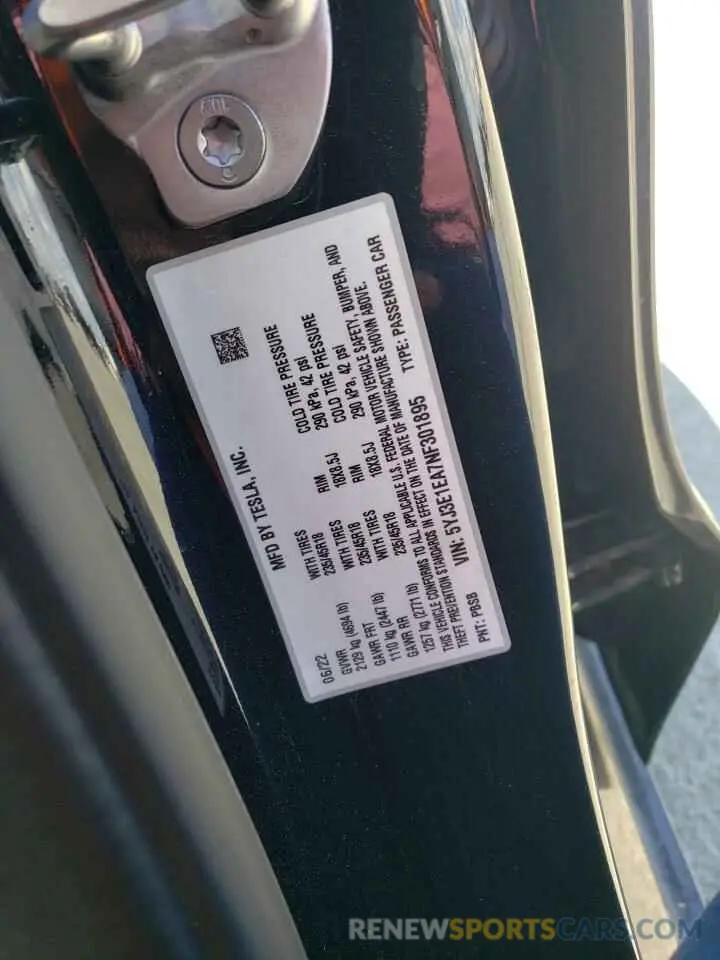 MFD BY TESLA, INC.
06/22
GVWR
2129 kg (4694 lb)
GAWR FRT WITH TIRES RIM COLD TIRE PRESSURE
1110 kg (2447 lb) 235/45R18 18X8.5J 290 kPa, 42 psi
GAWR RR WITH TIRES RIM COLD TIRE PRESSURE
1257 kg (2771 lb) 235/45R18 18X8.5J 290 kPa, 42 psi
THIS VEHICLE CONFORMS TO ALL APPLICABLE U.S. FEDERAL MOTOR VEHICLE SAFETY, BUMPER, AND
THEFT PREVENTION STANDARDS IN EFFECT ON THE DATE OF MANUFACTURE SHOWN ABOVE.
VIN: 5YJ3E1EA7NF301895 TYPE: PASSENGER CAR
PNT: PBSB
RENEWSPORTSCARS.COM